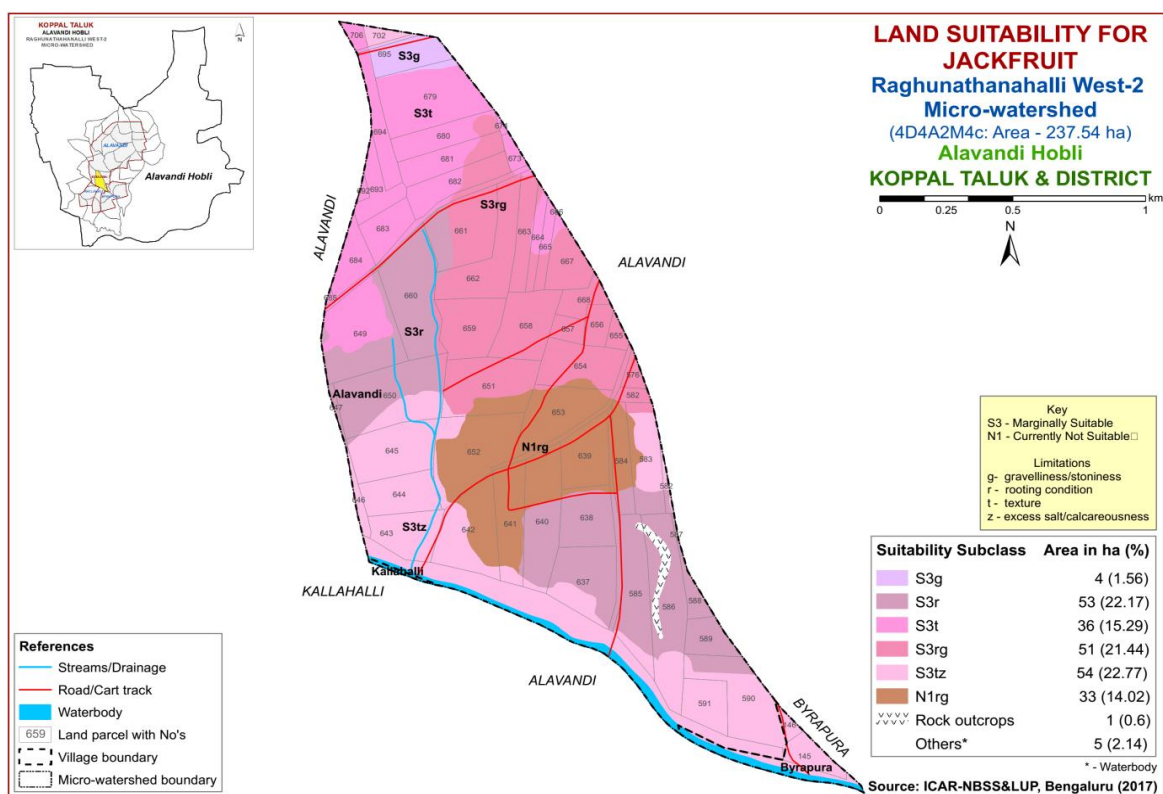 KOPPAL TALUK
ALAVANDI HOBLI
RAGHUNATHAHANALLI WEST-2
MICRO-WATERSHED
N
ALAVANDI
Alavandi Hobli
LAND SUITABILITY FOR
JACKFRUIT
Raghunathanahalli West-2
Micro-watershed
(4D4A2M4c: Area - 237.54 ha)
Alavandi Hobli
KOPPAL TALUK & DISTRICT
km
0 0.25 0.5 1
N
706 702
695
S3g
679
S3t
694
680
681
673
682
693
S3rg
683
661
663
664
665
684
662
667
ALAVANDI
ALAVANDI
660
668
S3r
649
659
658
657
656
655
654
651
576
Alavandi
650
582
647
653
N1rg
645
652
639
584
583
644
646
S3tz
643
642
641
640
638
Kallahalli
KALLAHALLI
637
585
586
588
589
ALAVANDI
591
590
BYRAPURA
146
145
Byrapura
Key
S3 - Marginally Suitable
N1 - Currently Not Suitable
Limitations
g- gravelliness/stoniness
r - rooting condition
t - texture
z - excess salt/calcareousness
Suitability Subclass Area in ha (%)
S3g 4 (1.56)
S3r 53 (22.17)
S3t 36 (15.29)
S3rg 51 (21.44)
S3tz 54 (22.77)
N1rg 33 (14.02)
Rock outcrops 1 (0.6)
Others* 5 (2.14)
* - Waterbody
Source: ICAR-NBSS&LUP, Bengaluru (2017)
References
Streams/Drainage
Road/Cart track
Waterbody
659 Land parcel with No's
Village boundary
Micro-watershed boundary